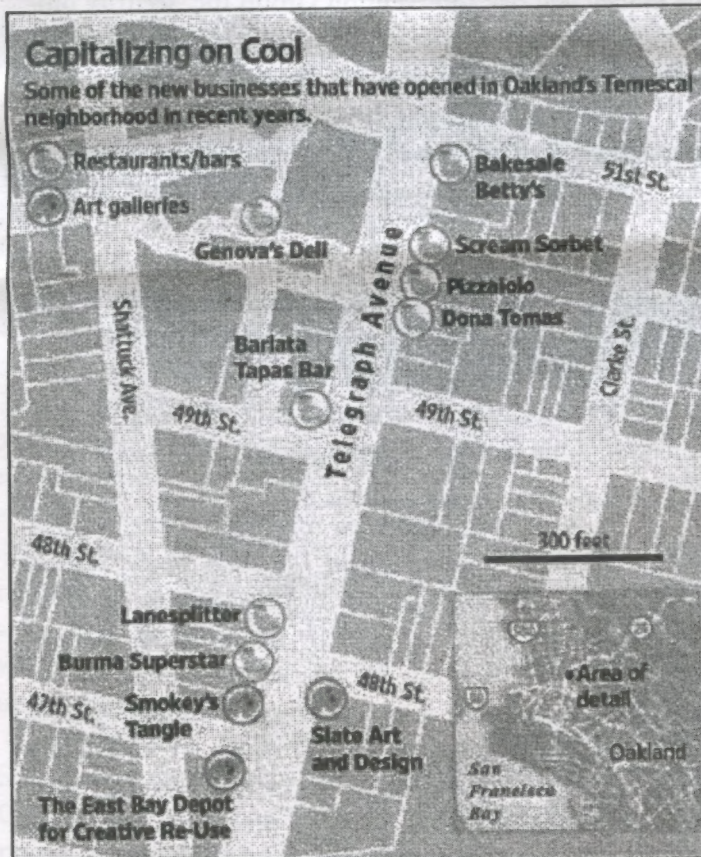 Capitalizing on Cool
Some of the new businesses that have opened in Oakland's Temescal
neighborhood in recent years.
Restaurants/bars
Art galleries
Bakesale
Betty's
51st St.
Genova's Deli
Scream Sorbet
Pizzaiolo
Dona Tomas
Telegraph Avenue
Shattuck Ave.
Clarke St.
Barlata
Tapas Bar
49th St.
49th St.
48th St.
300 feet
Lanesplitter
Burma Superstar
47th St.
Smokey's
Tangle
48th St.
Slate Art
and Design
The East Bay Depot
for Creative Re-Use
Area of
detail
Oakland
San
Francisco
Bay